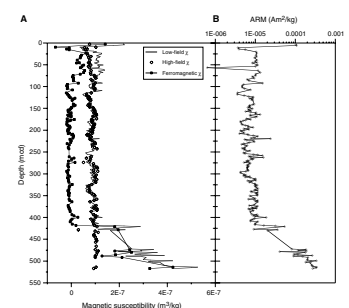 A
B
ARM (Am²/kg)
1E-006 1E-005 0.0001 0.001
Low-field χ
High-field χ
Ferromagnetic χ
Depth (mcd)
0
50
100
150
200
250
300
350
400
450
500
550
0 2E-7 4E-7 6E-7
Magnetic susceptibility (m³/kg)